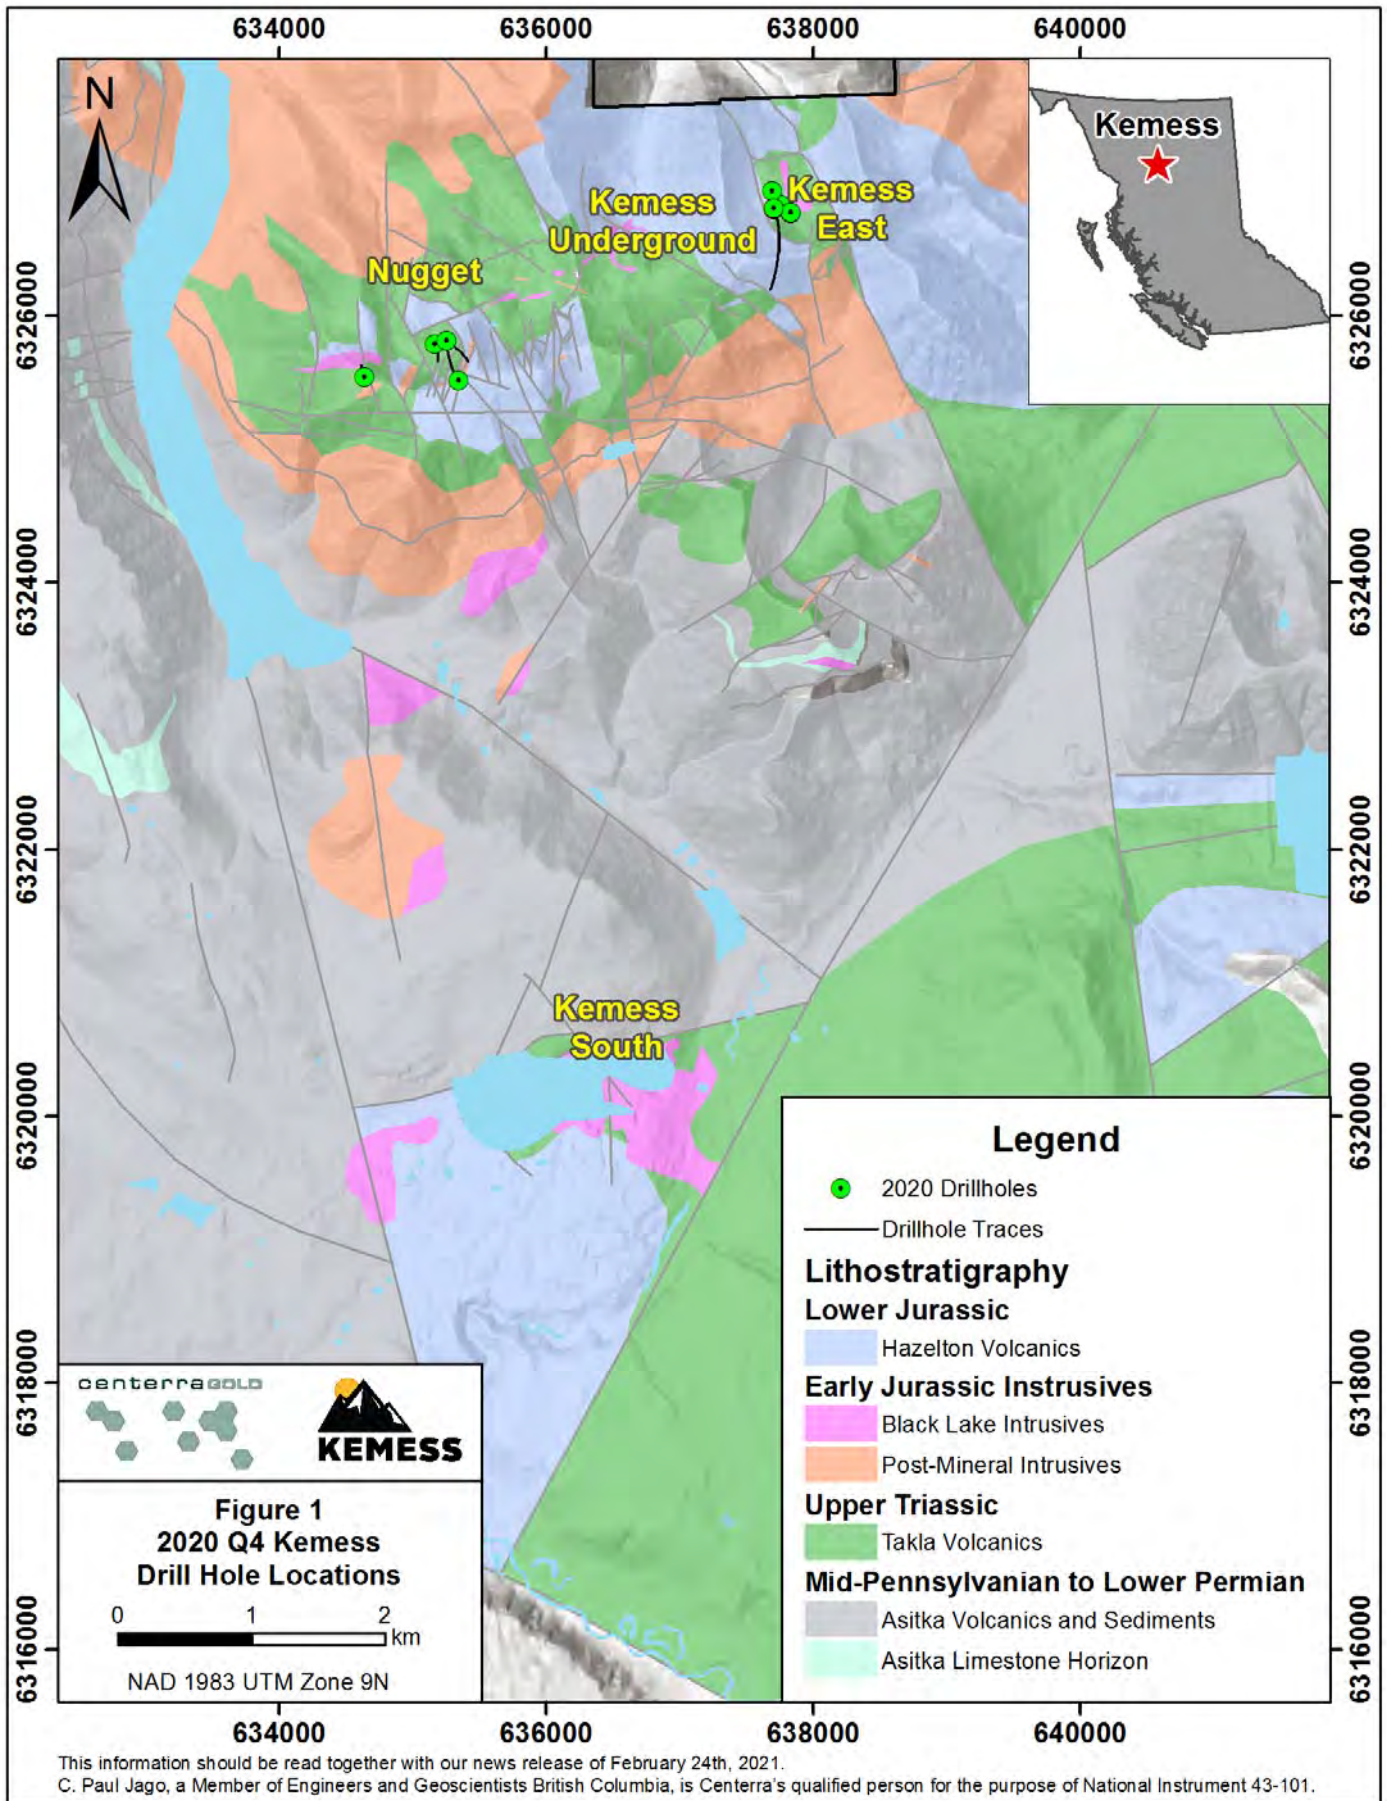 634000
636000
638000
640000
N
Kemess
Kemess
Underground
Kemess
East
Nugget
6326000
6326000
6324000
6324000
6322000
6322000
Kemess
South
6320000
6320000
6318000
6318000
6316000
6316000
Legend
2020 Drillholes
Drillhole Traces
Lithostratigraphy
Lower Jurassic
Hazelton Volcanics
Early Jurassic Instrusives
Black Lake Intrusives
Post-Mineral Intrusives
Upper Triassic
Takla Volcanics
Mid-Pennsylvanian to Lower Permian
Asitka Volcanics and Sediments
Asitka Limestone Horizon
centerraGOLD
KEMESS
Figure 1
2020 Q4 Kemess
Drill Hole Locations
0 1 2
km
NAD 1983 UTM Zone 9N
634000
636000
638000
640000
This information should be read together with our news release of February 24th, 2021.
C. Paul Jago, a Member of Engineers and Geoscientists British Columbia, is Centerra's qualified person for the purpose of National Instrument 43-101.